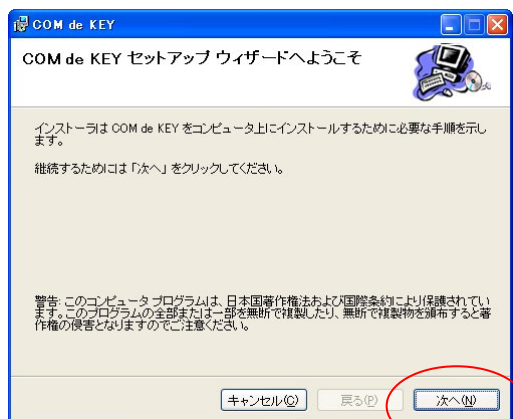 COM de KEY
COM de KEY セットアップ ウィザードへようこそ
インストーラは COM de KEY をコンピュータ上にインストールするために必要な手順を示し
ます。
継続するためには「次へ」をクリックしてください。
警告: このコンピュータ プログラムは、日本国著作権法および国際条約により保護されてい
ます。このプログラムの全部または一部を無断で複製したり、無断で複製物を頒布すると著
作権の侵害となりますのでご注意ください。
キャンセル(C) 戻る(P) 次へ(N)